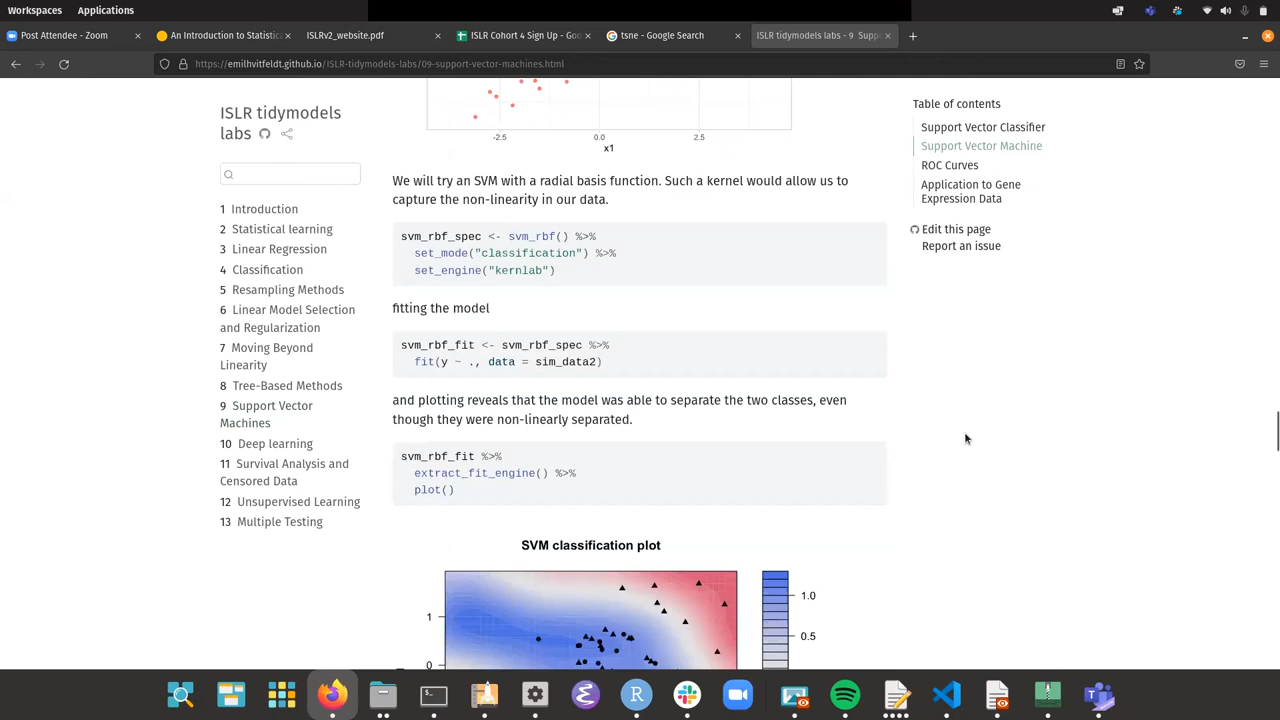 Workspaces Applications
Post Attendee - Zoom
An Introduction to Statistica
ISLRv2_website.pdf
ISLR Cohort 4 Sign Up - Goo
tsne - Google Search
ISLR tidymodels labs - 9 Supp
https://emilhvitfeldt.github.io/ISLR-tidymodels-labs/09-support-vector-machines.html
ISLR tidymodels
labs
1 Introduction
2 Statistical learning
3 Linear Regression
4 Classification
5 Resampling Methods
6 Linear Model Selection
and Regularization
7 Moving Beyond
Linearity
8 Tree-Based Methods
9 Support Vector
Machines
10 Deep learning
11 Survival Analysis and
Censored Data
12 Unsupervised Learning
13 Multiple Testing
-2.5 0.0 2.5
x1
We will try an SVM with a radial basis function. Such a kernel would allow us to
capture the non-linearity in our data.
svm_rbf_spec <- svm_rbf() %>%
set_mode("classification") %>%
set_engine("kernlab")
fitting the model
svm_rbf_fit <- svm_rbf_spec %>%
fit(y ~ ., data = sim_data2)
and plotting reveals that the model was able to separate the two classes, even
though they were non-linearly separated.
svm_rbf_fit %>%
extract_fit_engine() %>%
plot()
SVM classification plot
1
0
1.0
0.5
Table of contents
Support Vector Classifier
Support Vector Machine
ROC Curves
Application to Gene
Expression Data
Edit this page
Report an issue